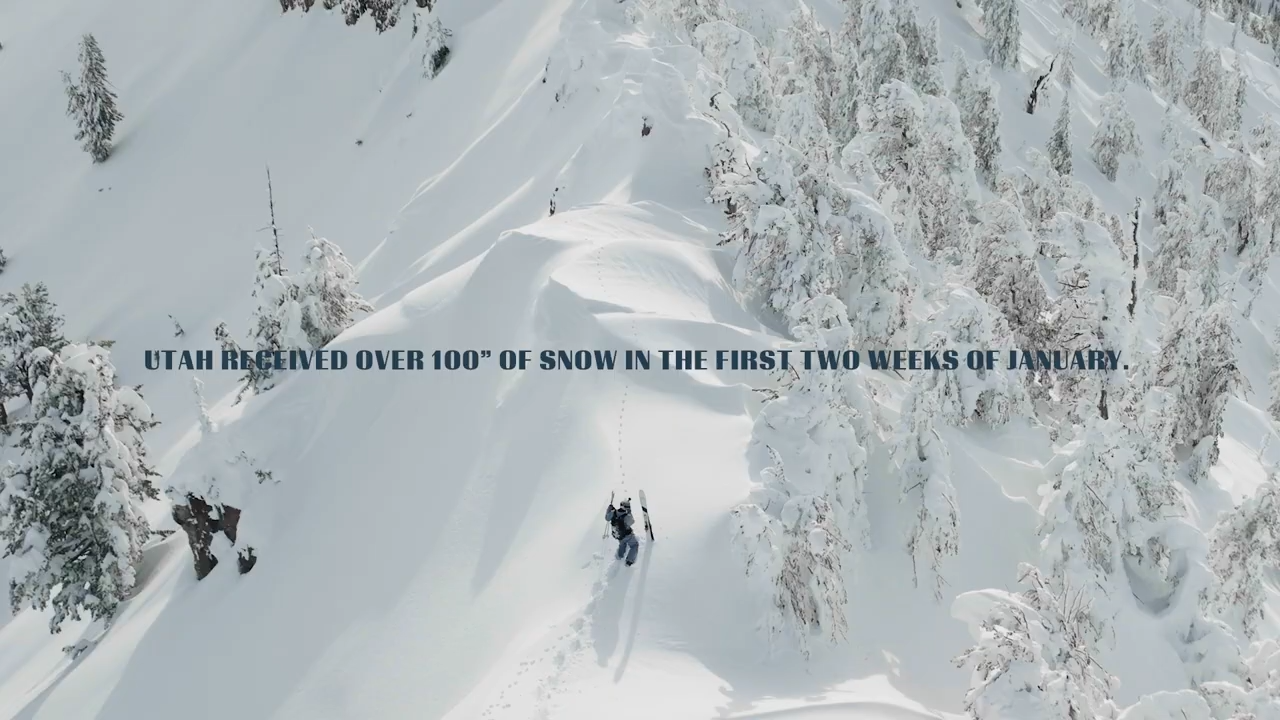 UTAH RECEIVED OVER 100” OF SNOW IN THE FIRST TWO WEEKS OF JANUARY.